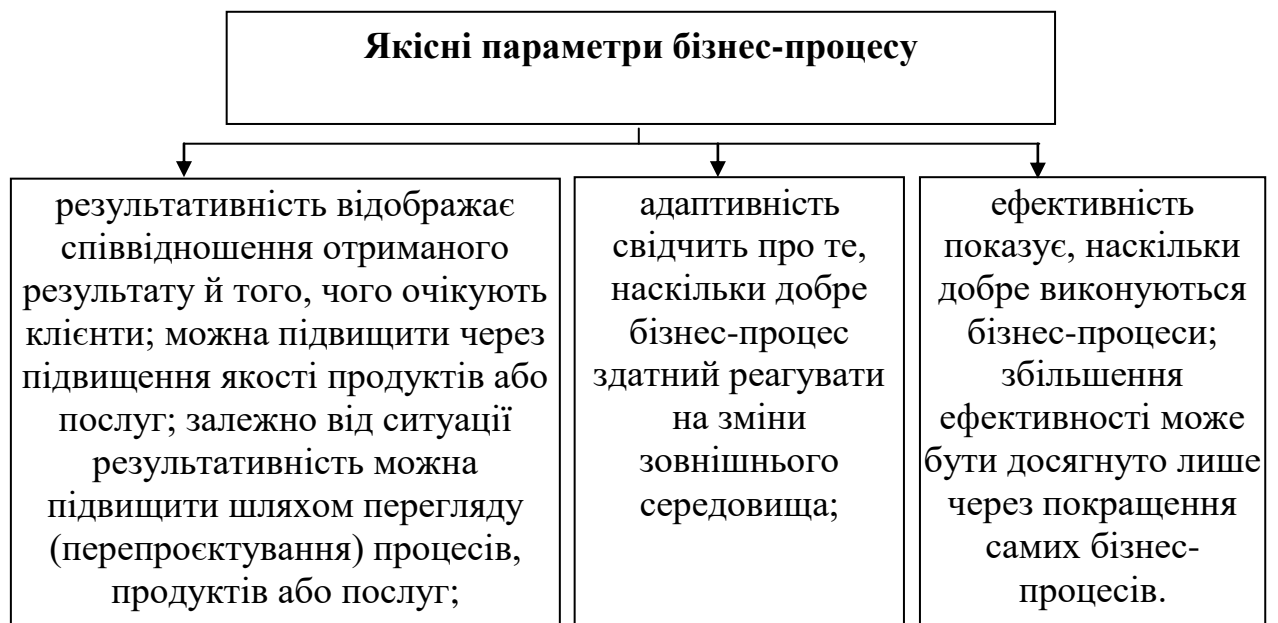 Якісні параметри бізнес-процесу
результативність відображає
співвідношення отриманого
результату й того, чого очікують
клієнти; можна підвищити через
підвищення якості продуктів або
послуг; залежно від ситуації
результативність можна
підвищити шляхом перегляду
(перепроєктування) процесів,
продуктів або послуг;
адаптивність
свідчить про те,
наскільки добре
бізнес-процес
здатний реагувати
на зміни
зовнішнього
середовища;
ефективність
показує, наскільки
добре виконуються
бізнес-процеси;
збільшення
ефективності може
бути досягнуто лише
через покращення
самих бізнес-
процесів.